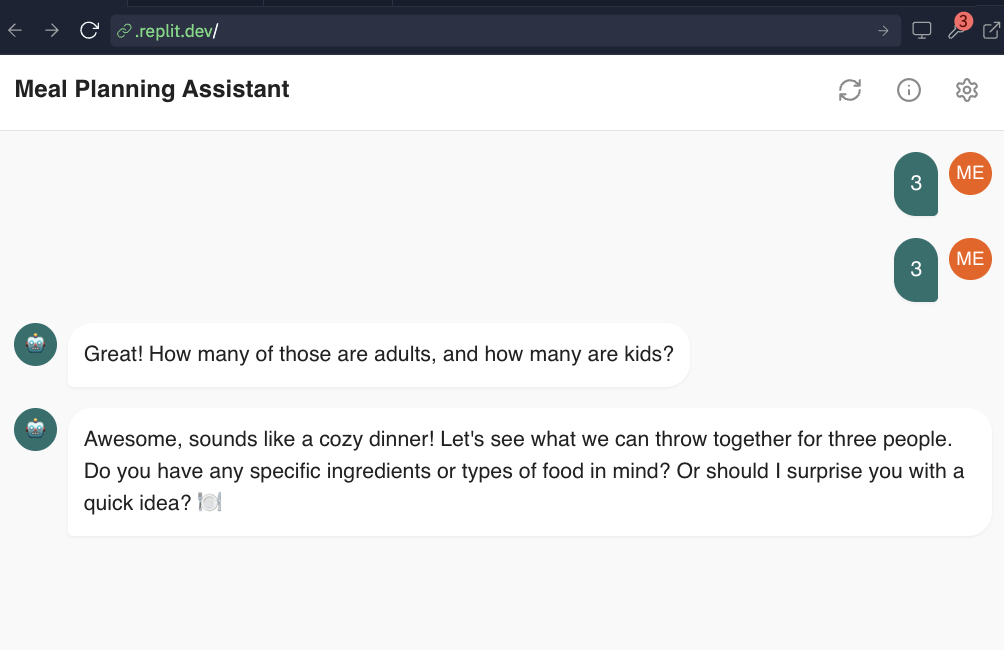 .replit.dev/
3
Meal Planning Assistant
3
ME
3
ME
Great! How many of those are adults, and how many are kids?
Awesome, sounds like a cozy dinner! Let's see what we can throw together for three people.
Do you have any specific ingredients or types of food in mind? Or should I surprise you with a
quick idea? 🍽️